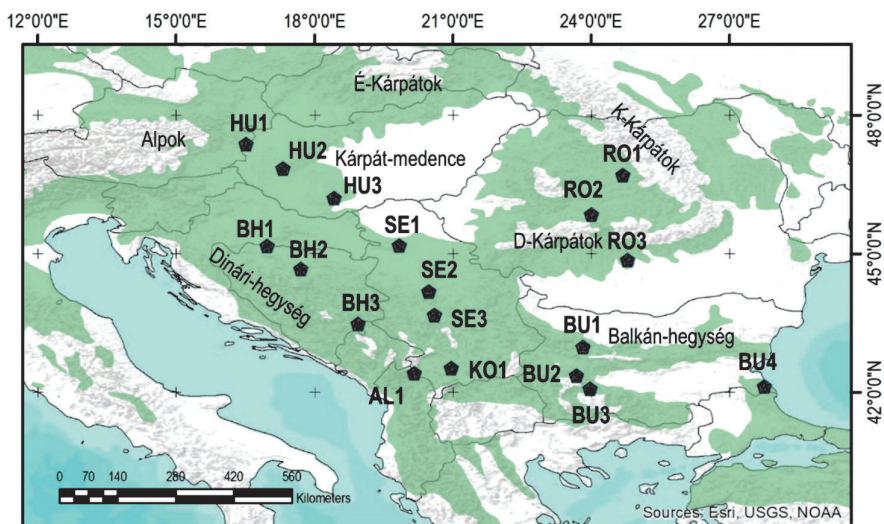 12°0'0"E 15°0'0"E 18°0'0"E 21°0'0"E 24°0'0"E 27°0'0"E
É-Kárpátok
48°0'0"N
HU1
Alpok
K-Kárpátok
HU2
Kárpát-medence
RO1
HU3
RO2
BH1
SE1
D-Kárpátok
RO3
45°0'0"N
BH2
Dinári-hegység
SE2
BH3
SE3
BU1
Balkán-hegység
KO1
BU2
BU4
AL1
BU3
42°0'0"N
0 70 140 280 420 560
Kilometers
Sources: Esri, USGS, NOAA